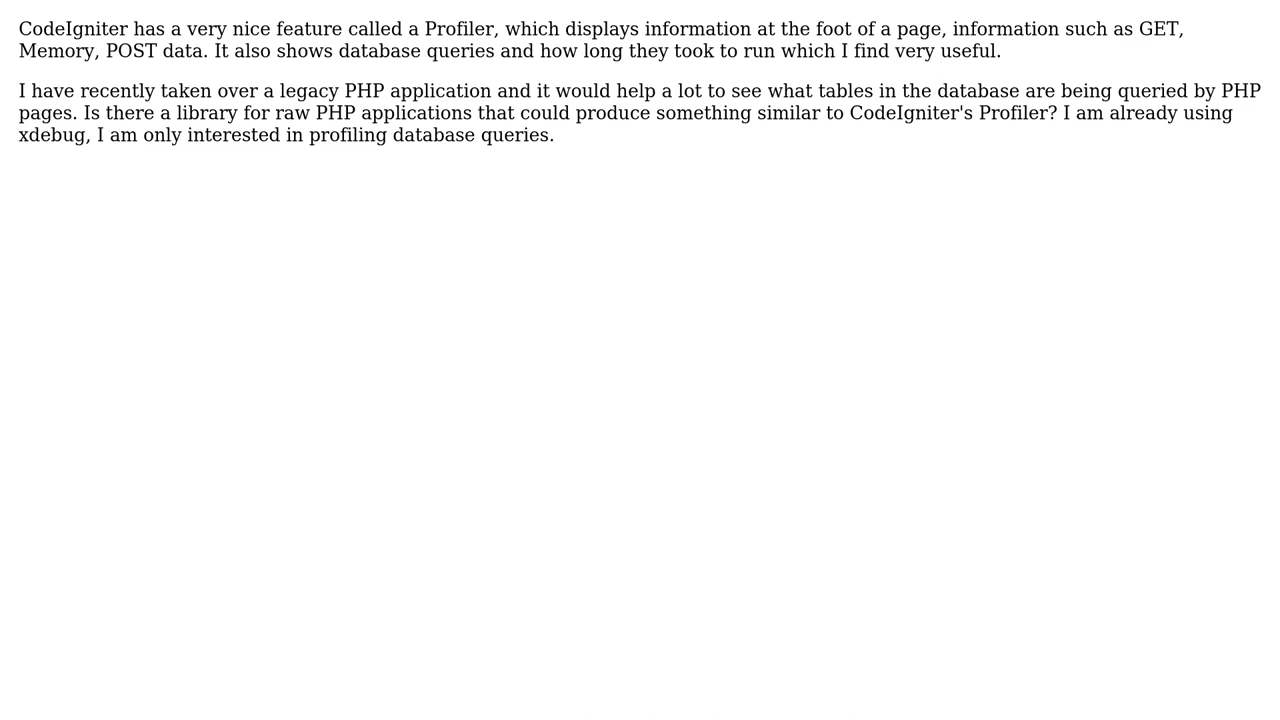 CodeIgniter has a very nice feature called a Profiler, which displays information at the foot of a page, information such as GET,
Memory, POST data. It also shows database queries and how long they took to run which I find very useful.
I have recently taken over a legacy PHP application and it would help a lot to see what tables in the database are being queried by PHP
pages. Is there a library for raw PHP applications that could produce something similar to CodeIgniter's Profiler? I am already using
xdebug, I am only interested in profiling database queries.